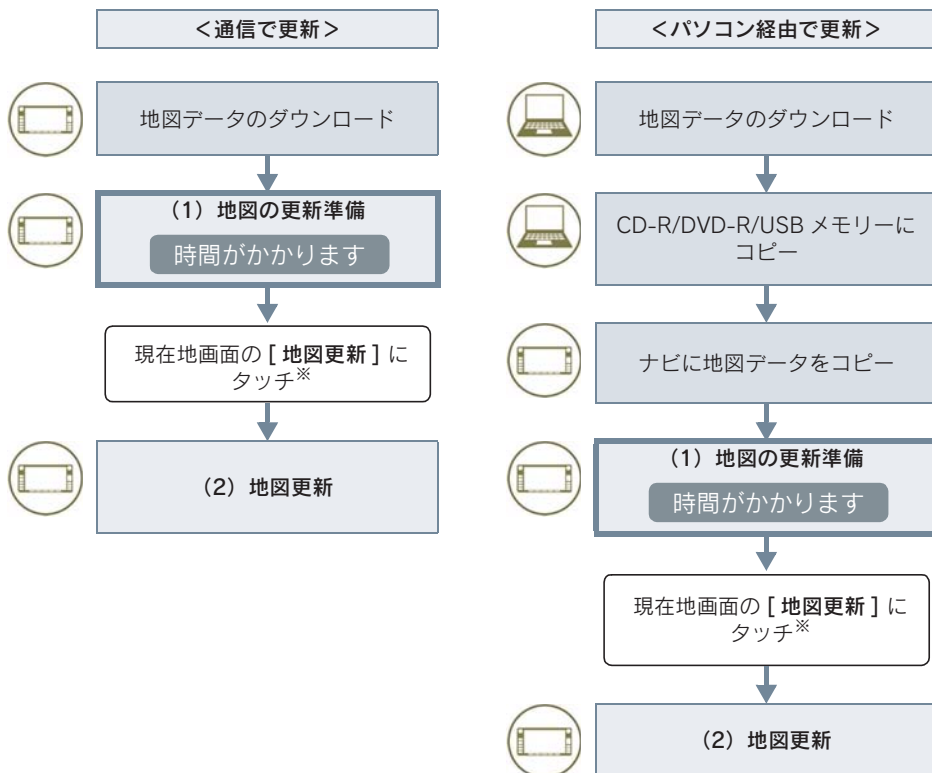 ＜通信で更新＞
地図データのダウンロード
（1）地図の更新準備
時間がかかります
現在地画面の [ 地図更新 ] に
タッチ※
（2）地図更新
＜パソコン経由で更新＞
地図データのダウンロード
CD-R/DVD-R/USB メモリーに
コピー
ナビに地図データをコピー
（1）地図の更新準備
時間がかかります
現在地画面の [ 地図更新 ] に
タッチ※
（2）地図更新